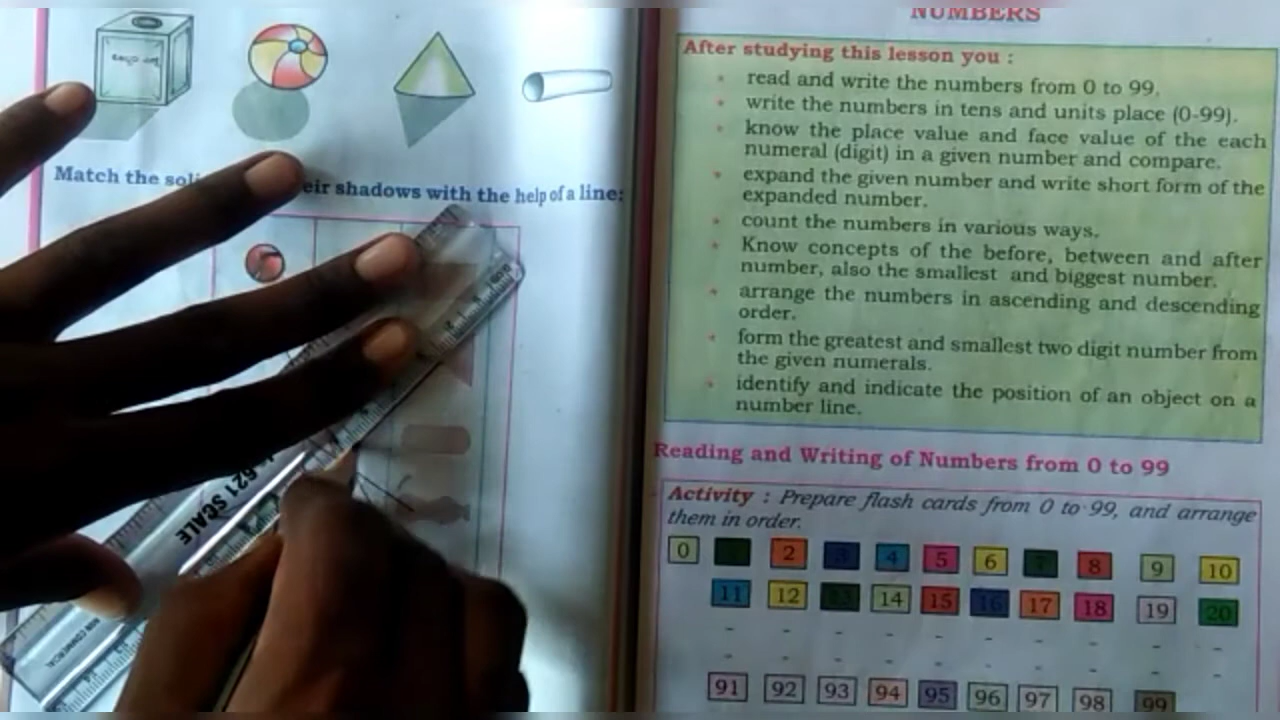 Match the eir shadows with the help of a line:
621 SCALE
COMMERCIAL
NUMBERS
After studying this lesson you :
read and write the numbers from 0 to 99.
write the numbers in tens and units place (0-99).
know the place value and face value of the each
numeral (digit) in a given number and compare.
expand the given number and write short form of the
expanded number.
count the numbers in various ways.
Know concepts of the before, between and after
number, also the smallest and biggest number.
arrange the numbers in ascending and descending
order.
form the greatest and smallest two digit number from
the given numerals.
identify and indicate the position of an object on a
number line.
Reading and Writing of Numbers from 0 to 99
Activity : Prepare flash cards from 0 to 99, and arrange
them in order.
0 2 3 4 5 6 7 8 9 10
11 12 13 14 15 16 17 18 19 20
91 92 93 94 95 96 97 98 99